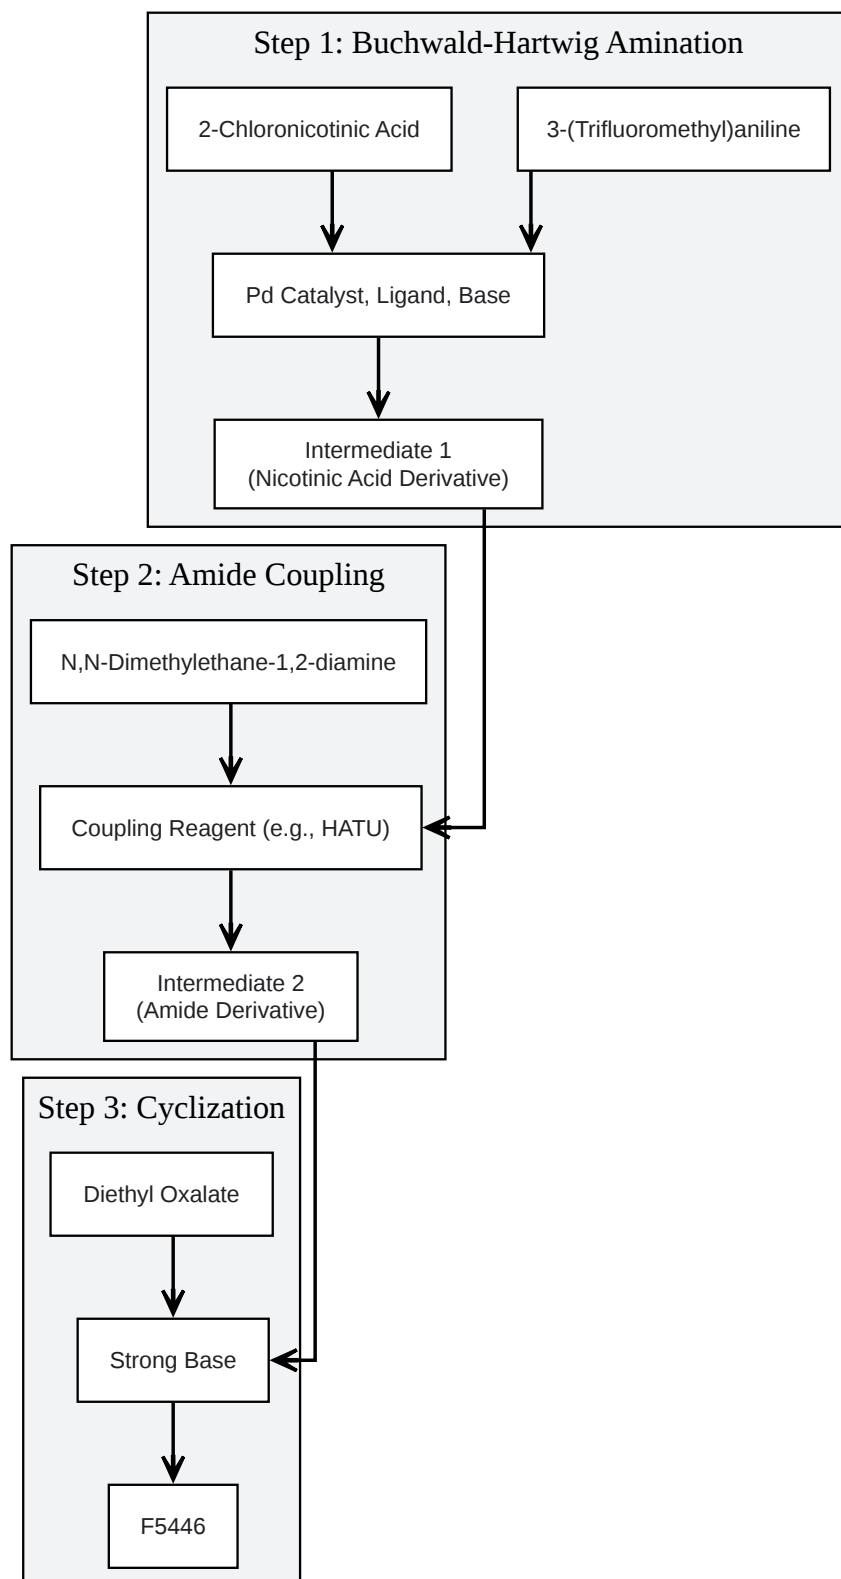 Step 1: Buchwald-Hartwig Amination
2-Chloronicotinic Acid
3-(Trifluoromethyl)aniline
Pd Catalyst, Ligand, Base
Intermediate 1
(Nicotinic Acid Derivative)
Step 2: Amide Coupling
N,N-Dimethylethane-1,2-diamine
Coupling Reagent (e.g., HATU)
Intermediate 2
(Amide Derivative)
Step 3: Cyclization
Diethyl Oxalate
Strong Base
F5446